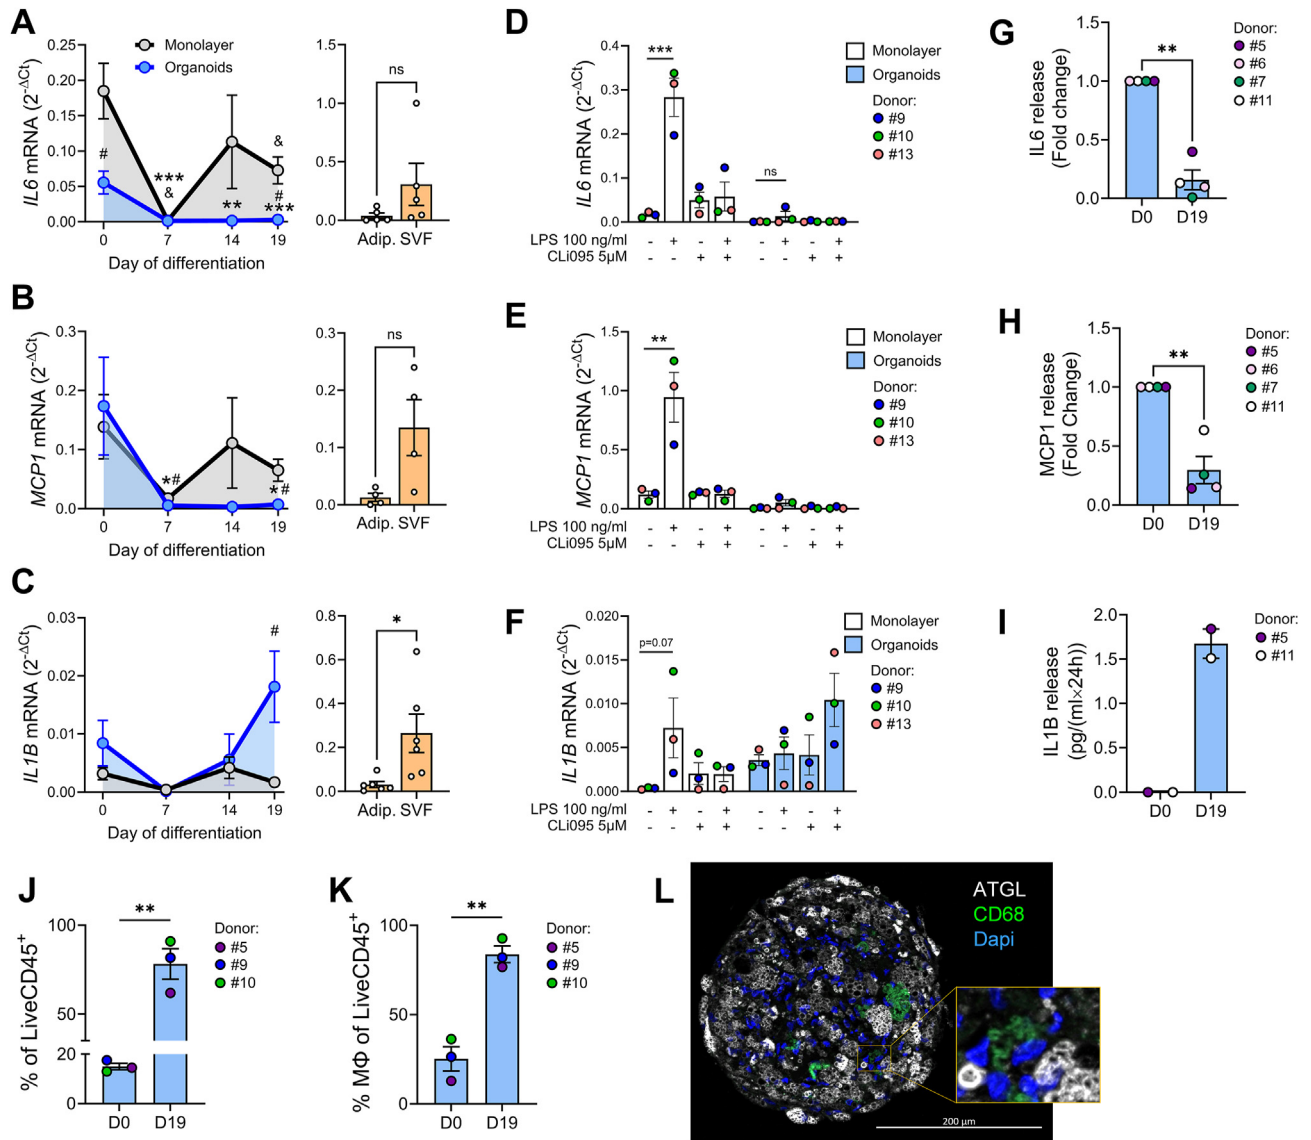 A
Monolayer
Organoids
IL6 mRNA (2-ΔCt)
0.25
0.20
0.15
0.10
0.05
0.00
#
***
&
**
&
#
***
0 7 14 19
Day of differentiation
1.5
1.0
0.5
0.0
ns
Adip. SVF
B
MCP1 mRNA (2-ΔCt)
0.3
0.2
0.1
0.0
*#
*#
0 7 14 19
Day of differentiation
0.3
0.2
0.1
0.0
ns
Adip. SVF
C
IL1B mRNA (2-ΔCt)
0.03
0.02
0.01
0.00
#
0 7 14 19
Day of differentiation
0.8
0.6
0.4
0.2
0.0
*
Adip. SVF
D
IL6 mRNA (2-ΔCt)
0.4
0.3
0.2
0.1
0.0
***
ns
Monolayer
Organoids
Donor:
#9
#10
#13
LPS 100 ng/ml - + - + - + - +
CLi095 5µM - - + + - - + +
E
MCP1 mRNA (2-ΔCt)
1.5
1.0
0.5
0.0
**
Monolayer
Organoids
Donor:
#9
#10
#13
LPS 100 ng/ml - + - + - + - +
CLi095 5µM - - + + - - + +
F
IL1B mRNA (2-ΔCt)
0.020
0.015
0.010
0.005
0.000
p=0.07
Monolayer
Organoids
Donor:
#9
#10
#13
LPS 100 ng/ml - + - + - + - +
CLi095 5µM - - + + - - + +
G
IL6 release
(Fold change)
1.5
1.0
0.5
0.0
**
D0 D19
Donor:
#5
#6
#7
#11
H
MCP1 release
(Fold Change)
1.5
1.0
0.5
0.0
**
D0 D19
Donor:
#5
#6
#7
#11
I
IL1B release
(pg/(ml×24h))
2.0
1.5
1.0
0.5
0.0
D0 D19
Donor:
#5
#11
J
% of LiveCD45+
100
50
20
0
**
D0 D19
Donor:
#5
#9
#10
K
% MΦ of LiveCD45+
100
50
0
**
D0 D19
Donor:
#5
#9
#10
L
ATGL
CD68
Dapi
200 µm